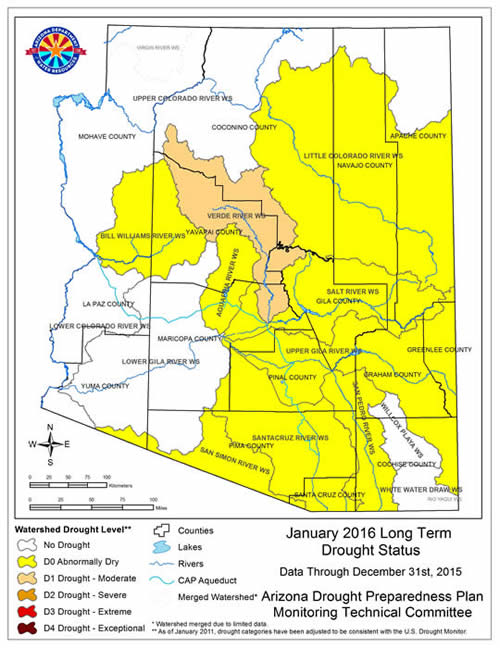 ARIZONA DEPARTMENT
WATER RESOURCES
VIRGIN RIVER WS
UPPER COLORADO RIVER WS
COCONINO COUNTY
MOHAVE COUNTY
APACHE COUNTY
LITTLE COLORADO RIVER WS
NAVAJO COUNTY
VERDE RIVER WS
YAVAPAI COUNTY
BILL WILLIAMS RIVER WS
AGUA FRIA RIVER WS
SALT RIVER WS
GILA COUNTY
LA PAZ COUNTY
LOWER COLORADO RIVER WS
MARICOPA COUNTY
UPPER GILA RIVER WS
GREENLEE COUNTY
LOWER GILA RIVER WS
GRAHAM COUNTY
PINAL COUNTY
YUMA COUNTY
SAN PEDRO RIVER WS
WILLCOX PLAYA WS
SANTACRUZ RIVER WS
PIMA COUNTY
SAN SIMON RIVER WS
COCHISE COUNTY
SANTA CRUZ COUNTY
WHITE WATER DRAW WS
RIO YAQUI WS
N
W E
S
0 25 50 100
Kilometers
0 25 50 100
Miles
Watershed Drought Level**
No Drought
D0 Abnormally Dry
D1 Drought - Moderate
D2 Drought - Severe
D3 Drought - Extreme
D4 Drought - Exceptional
Counties
Lakes
Rivers
CAP Aqueduct
Merged Watershed*
January 2016 Long Term
Drought Status
Data Through December 31st, 2015
Arizona Drought Preparedness Plan
Monitoring Technical Committee
* Watershed merged due to limited data.
** As of January 2011, drought categories have been adjusted to be consistent with the U.S. Drought Monitor.